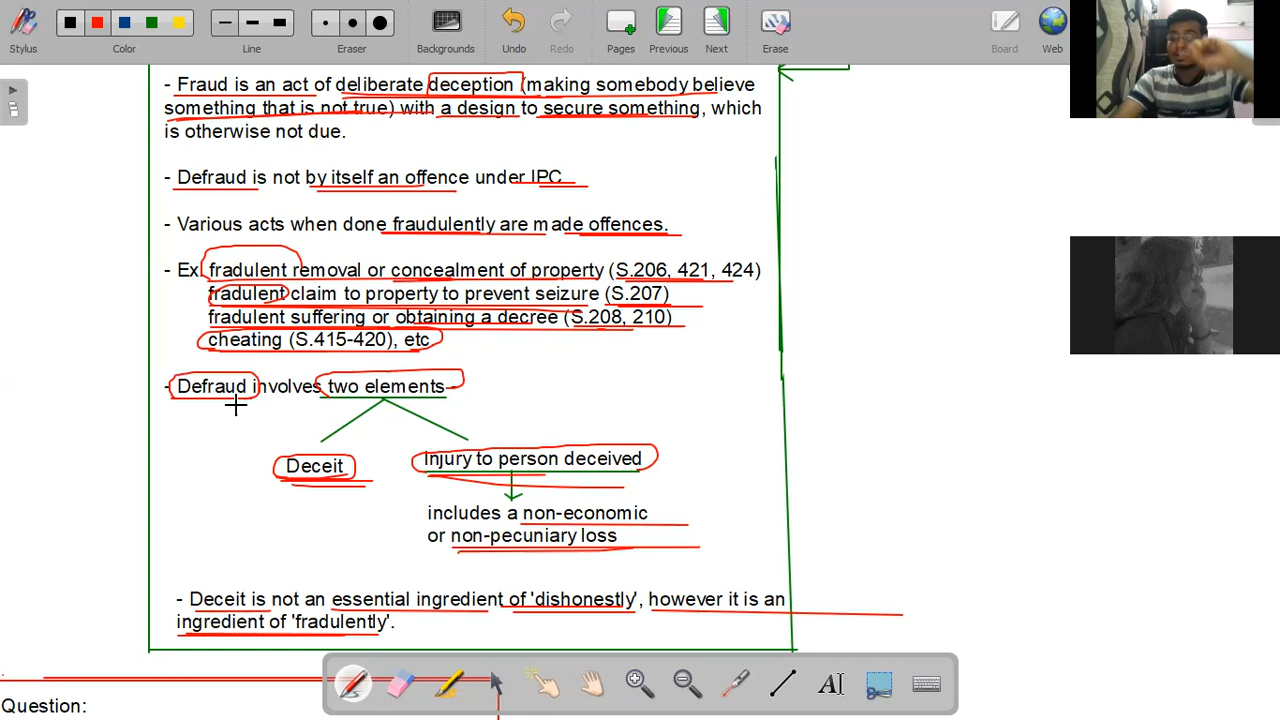 Stylus
Color
Line
Eraser
Backgrounds
Undo
Redo
Pages
Previous
Next
Erase
Board
Web
- Fraud is an act of deliberate deception (making somebody believe
something that is not true) with a design to secure something, which
is otherwise not due.
- Defraud is not by itself an offence under IPC
- Various acts when done fraudulently are made offences.
- Ex. fradulent removal or concealment of property (S.206, 421, 424)
fradulent claim to property to prevent seizure (S.207)
fradulent suffering or obtaining a decree (S.208, 210)
cheating (S.415-420), etc
- Defraud involves two elements -
Deceit
Injury to person deceived
includes a non-economic
or non-pecuniary loss
- Deceit is not an essential ingredient of 'dishonestly', however it is an
ingredient of 'fradulently'.
Question: